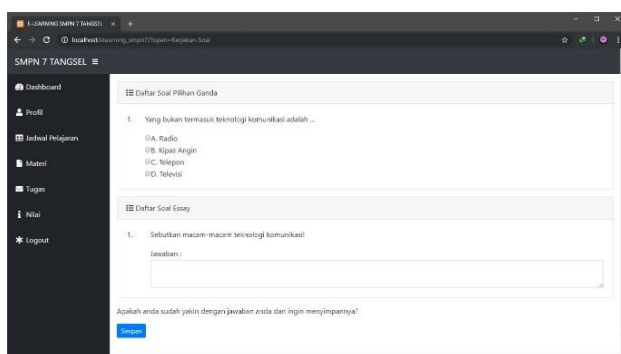 E-LEARNING SMPN 7 TANGSEL
localhost/elearning_smpn7/?open=Kerjakan-Soal
SMPN 7 TANGSEL
Dashboard
Profil
Jadwal Pelajaran
Materi
Tugas
Nilai
Logout
Daftar Soal Pilihan Ganda
1. Yang bukan termasuk teknologi komunikasi adalah ...
A. Radio
B. Kipas Angin
C. Telepon
D. Televisi
Daftar Soal Essay
1. Sebutkan macam-macam teknologi komunikasi!
Jawaban :
Apakah anda sudah yakin dengan jawaban anda dan ingin menyimpannya?
Simpan